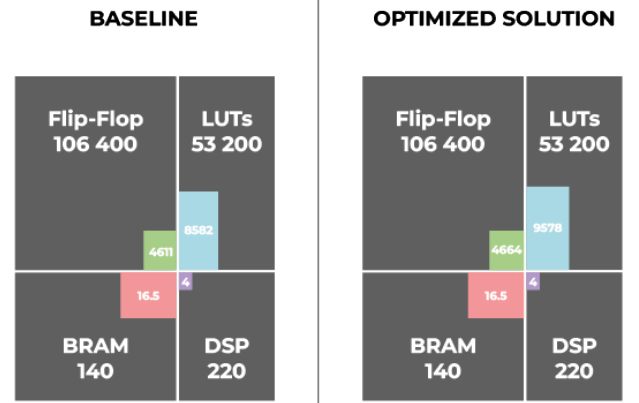 BASELINE
Flip-Flop
106 400
LUTs
53 200
8582
4611
16.5
4
BRAM
140
DSP
220
OPTIMIZED SOLUTION
Flip-Flop
106 400
LUTs
53 200
9578
4664
16.5
4
BRAM
140
DSP
220